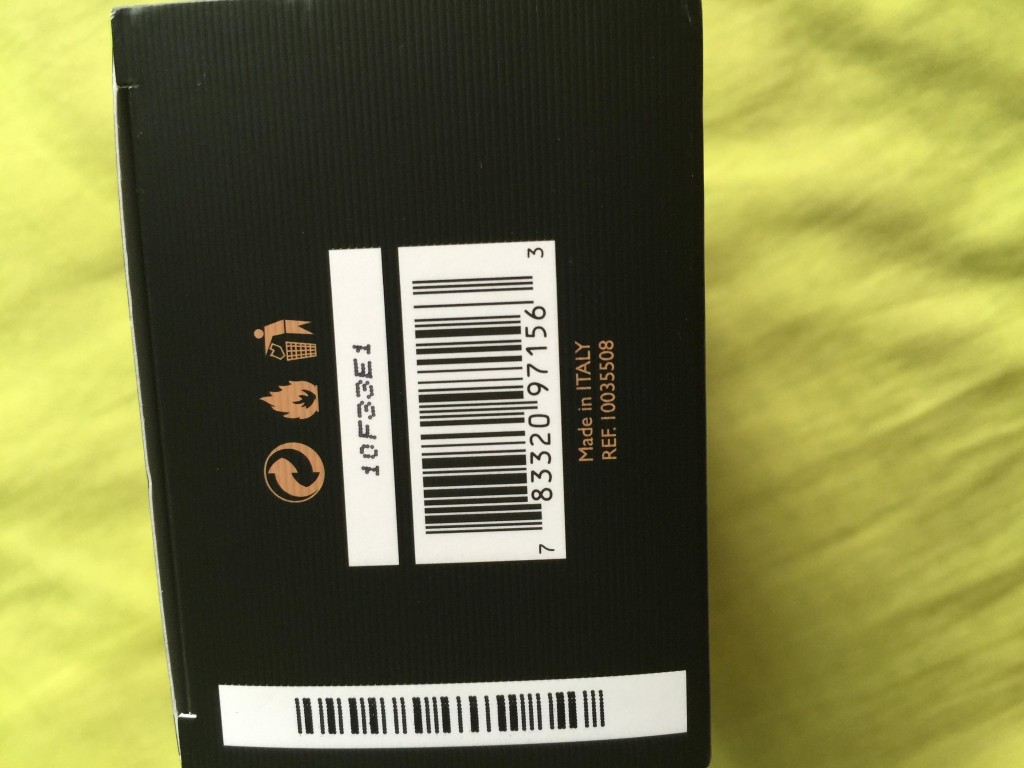 10F33E1
7 83320 97156 3
Made in ITALY
REF. 10035508